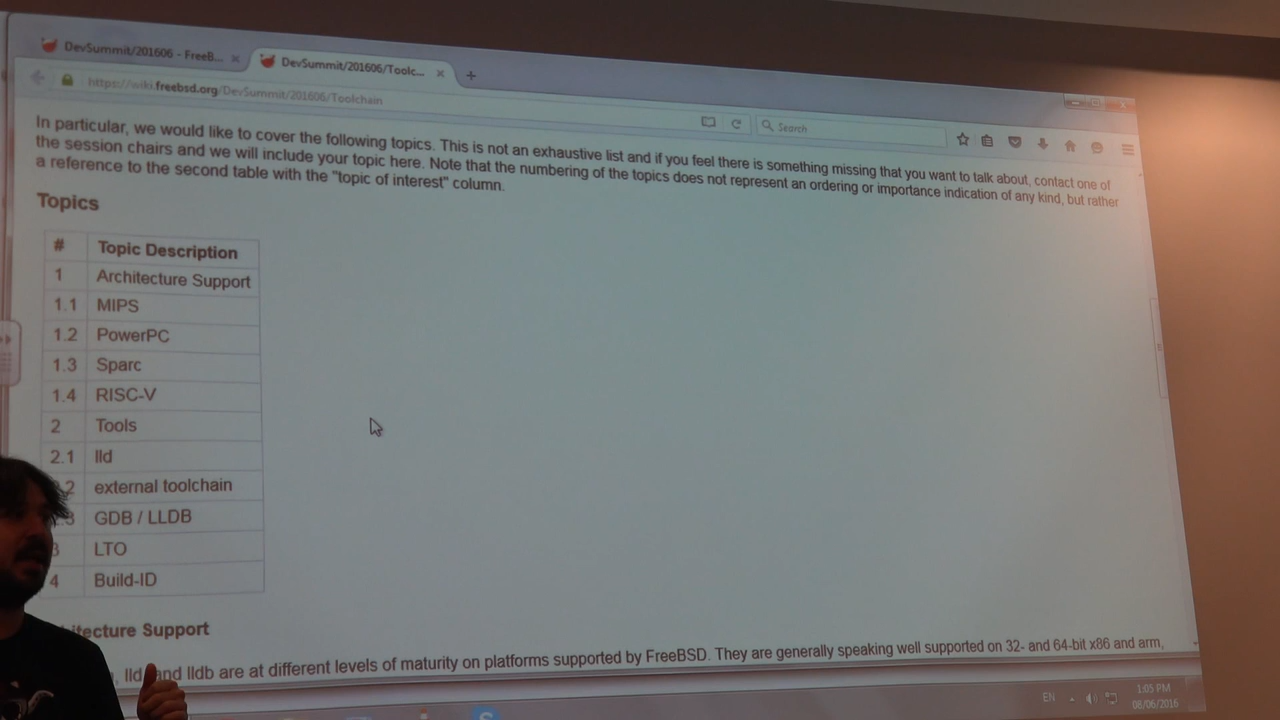 DevSummit/201606 - FreeB...
DevSummit/201606/Toolc...
https://wiki.freebsd.org/DevSummit/201606/Toolchain
Search
In particular, we would like to cover the following topics. This is not an exhaustive list and if you feel there is something missing that you want to talk about, contact one of
the session chairs and we will include your topic here. Note that the numbering of the topics does not represent an ordering or importance indication of any kind, but rather
a reference to the second table with the "topic of interest" column.
Topics
# Topic Description
1 Architecture Support
1.1 MIPS
1.2 PowerPC
1.3 Sparc
1.4 RISC-V
2 Tools
2.1 lld
.2 external toolchain
.3 GDB / LLDB
3 LTO
4 Build-ID
itecture Support
, lld and lldb are at different levels of maturity on platforms supported by FreeBSD. They are generally speaking well supported on 32- and 64-bit x86 and arm,
EN
1:05 PM
08/06/2016